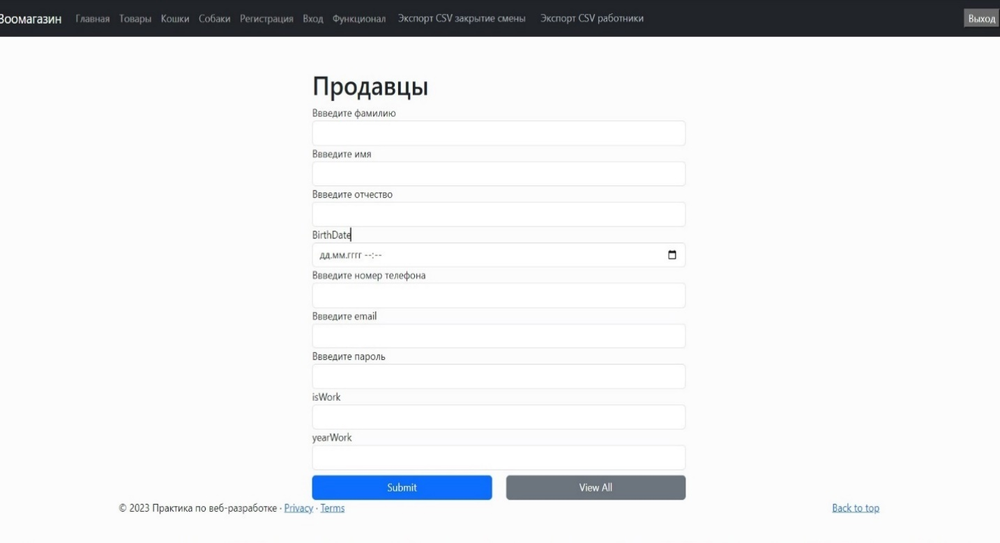 Зоомагазин Главная Товары Кошки Собаки Регистрация Вход Функционал Экспорт CSV закрытие смены Экспорт CSV работники Выход
Продавцы
Ввведите фамилию
Ввведите имя
Ввведите отчество
BirthDate
дд.мм.гггг --:--
Ввведите номер телефона
Ввведите email
Ввведите пароль
isWork
yearWork
Submit View All
© 2023 Практика по веб-разработке · Privacy · Terms Back to top